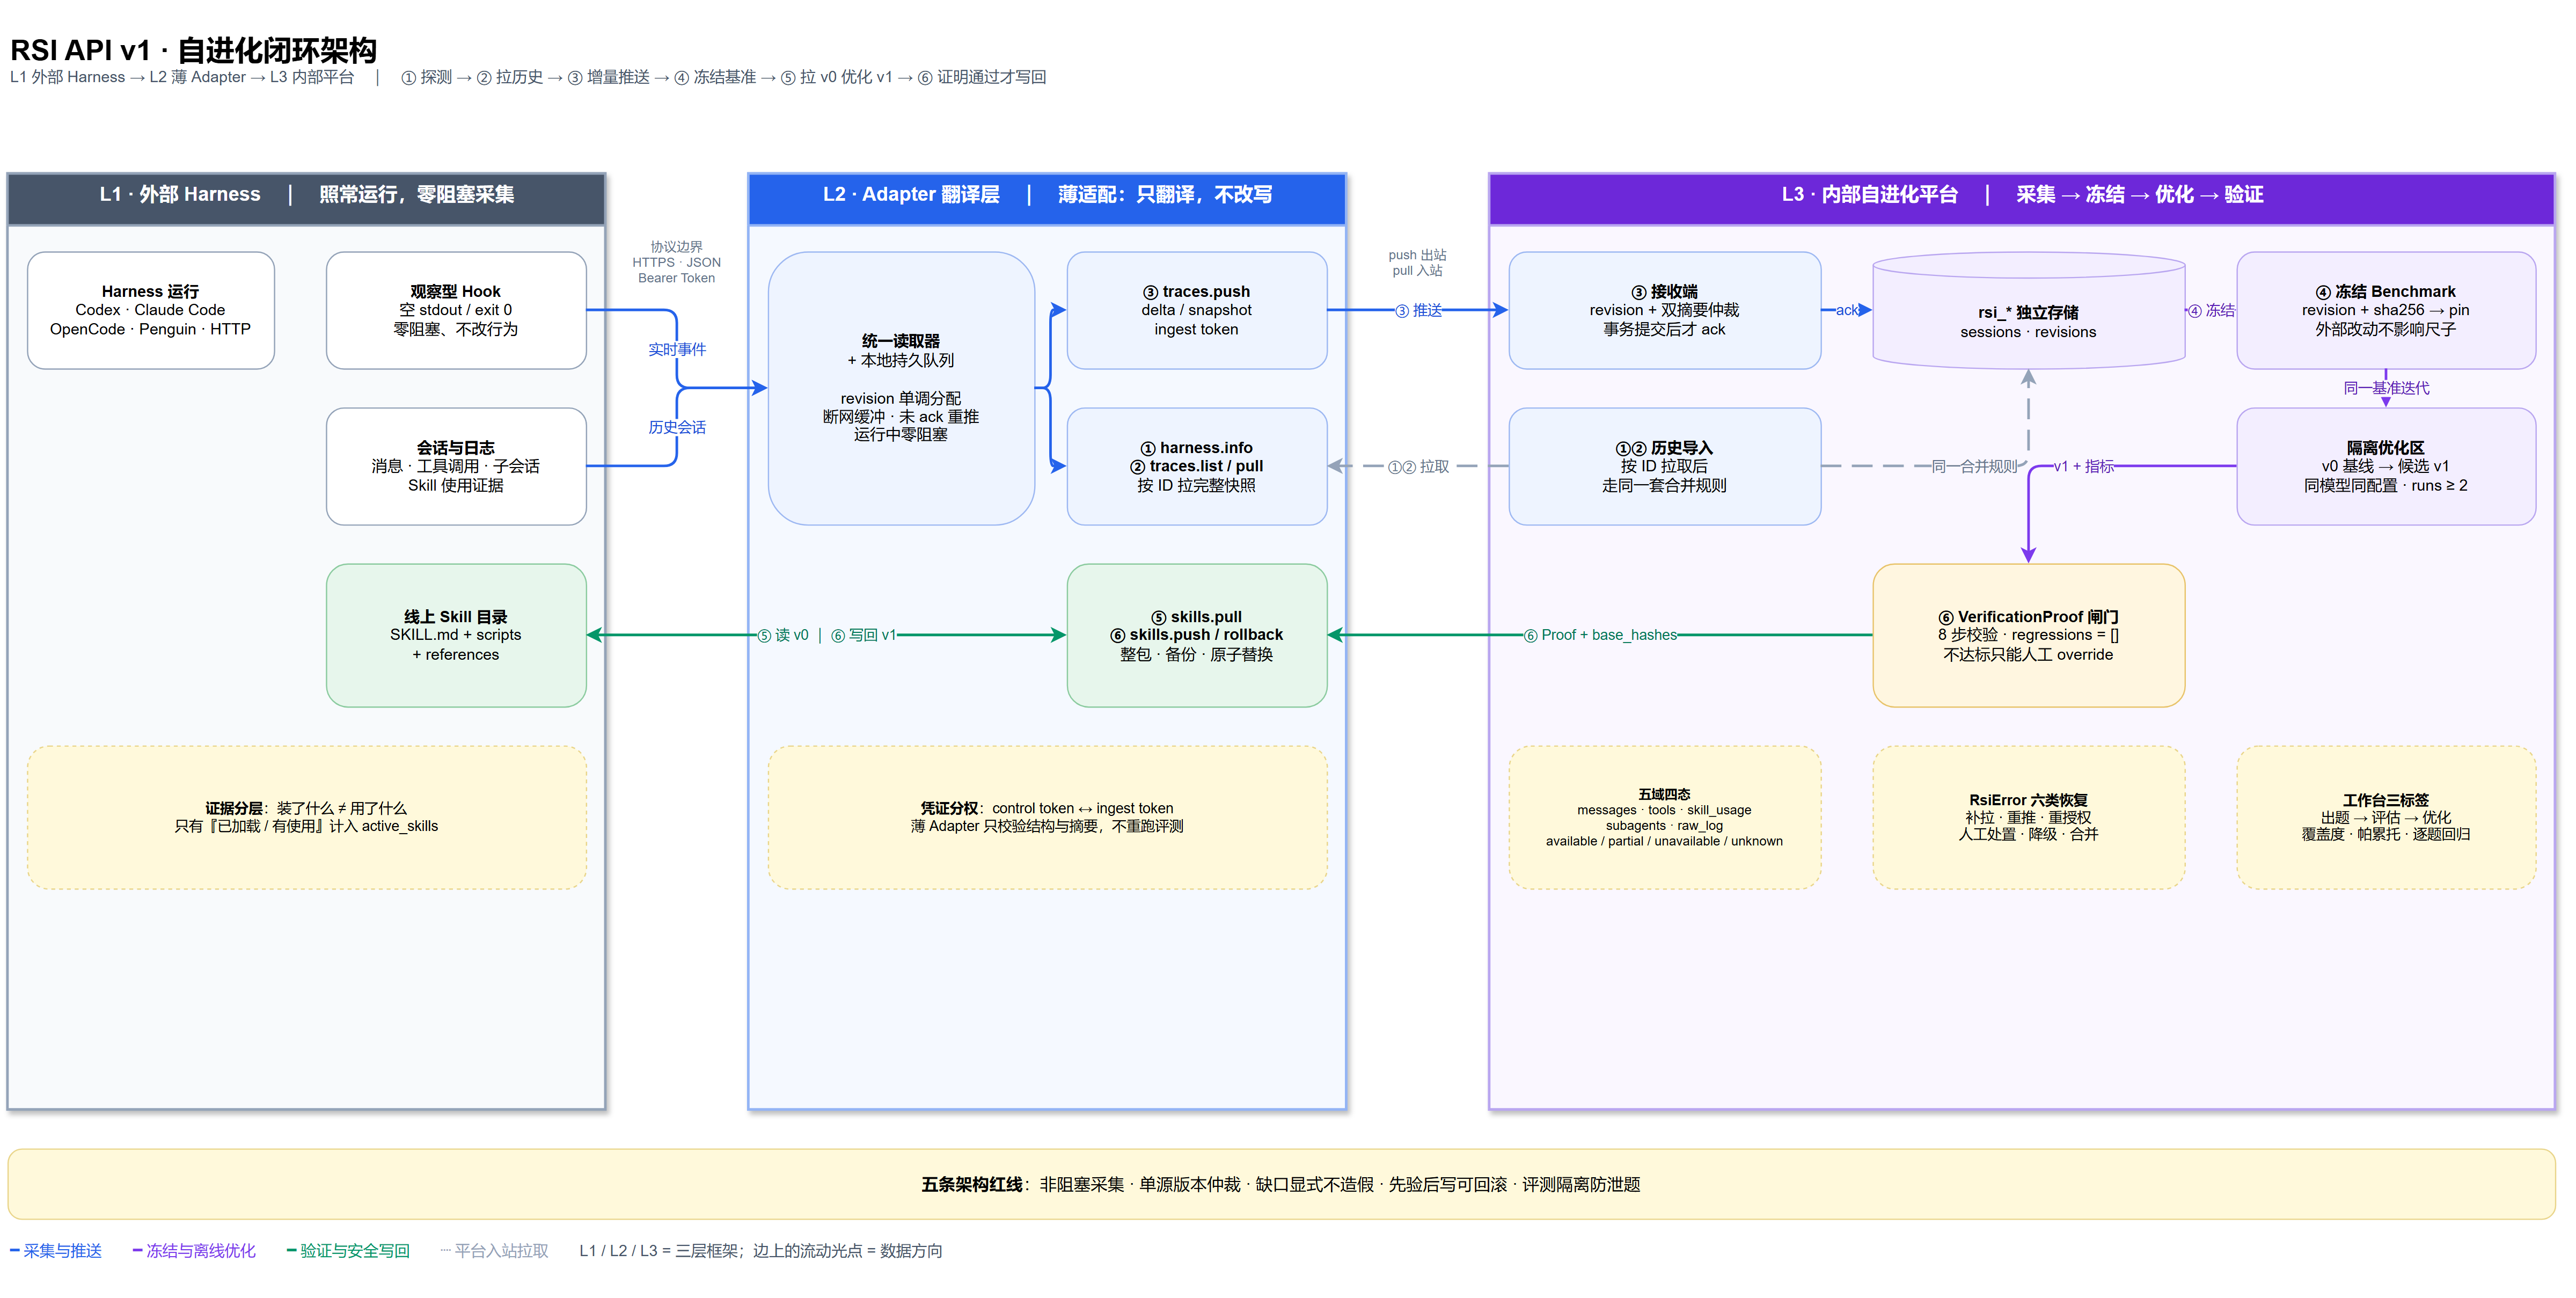 RSI API v1 · 自进化闭环架构
L1 外部 Harness → L2 薄 Adapter → L3 内部平台 | ① 探测 → ② 拉历史 → ③ 增量推送 → ④ 冻结基准 → ⑤ 拉 v0 优化 v1 → ⑥ 证明通过才写回
L1 · 外部 Harness | 照常运行，零阻塞采集
Harness 运行
Codex · Claude Code
OpenCode · Penguin · HTTP
观察型 Hook
空 stdout / exit 0
零阻塞、不改行为
会话与日志
消息 · 工具调用 · 子会话
Skill 使用证据
线上 Skill 目录
SKILL.md + scripts
+ references
证据分层：装了什么 ≠ 用了什么
只有『已加载 / 有使用』计入 active_skills
协议边界
HTTPS · JSON
Bearer Token
实时事件
历史会话
⑤ 读 v0 | ⑥ 写回 v1
L2 · Adapter 翻译层 | 薄适配：只翻译，不改写
统一读取器
+ 本地持久队列
revision 单调分配
断网缓冲 · 未 ack 重推
运行中零阻塞
③ traces.push
delta / snapshot
ingest token
① harness.info
② traces.list / pull
按 ID 拉完整快照
⑤ skills.pull
⑥ skills.push / rollback
整包 · 备份 · 原子替换
凭证分权：control token ↔ ingest token
薄 Adapter 只校验结构与摘要，不重跑评测
push 出站
pull 入站
③ 推送
①② 拉取
⑥ Proof + base_hashes
L3 · 内部自进化平台 | 采集 → 冻结 → 优化 → 验证
③ 接收端
revision + 双摘要仲裁
事务提交后才 ack
ack
rsi_* 独立存储
sessions · revisions
④ 冻结
④ 冻结 Benchmark
revision + sha256 → pin
外部改动不影响尺子
同一基准迭代
①② 历史导入
按 ID 拉取后
走同一套合并规则
同一合并规则
v1 + 指标
隔离优化区
v0 基线 → 候选 v1
同模型同配置 · runs ≥ 2
⑥ VerificationProof 闸门
8 步校验 · regressions = []
不达标只能人工 override
五域四态
messages · tools · skill_usage
subagents · raw_log
available / partial / unavailable / unknown
RsiError 六类恢复
补拉 · 重推 · 重授权
人工处置 · 降级 · 合并
工作台三标签
出题 → 评估 → 优化
覆盖度 · 帕累托 · 逐题回归
五条架构红线：非阻塞采集 · 单源版本仲裁 · 缺口显式不造假 · 先验后写可回滚 · 评测隔离防泄题
采集与推送 冻结与离线优化 验证与安全写回 平台入站拉取 L1 / L2 / L3 = 三层框架；边上的流动光点 = 数据方向